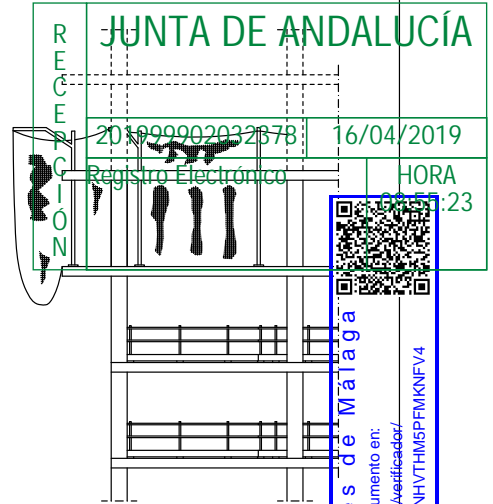 RECEPCIÓN
JUNTA DE ANDALUCÍA
201999902032378
16/04/2019
Registro Electrónico
HORA
08:55:23
s de Málaga
umento en:
/verificador/
NHVTHM5PFMKNFV4